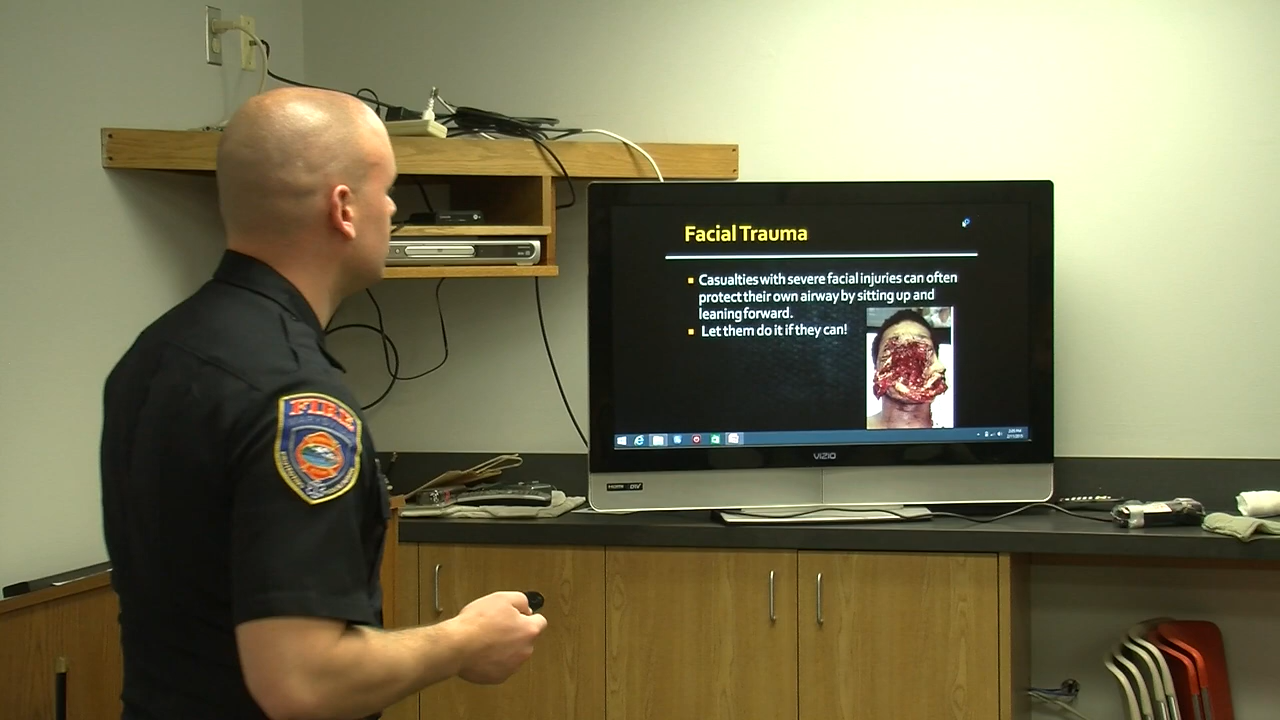 FIRE
Facial Trauma
Casualties with severe facial injuries can often
protect their own airway by sitting up and
leaning forward.
Let them do it if they can!
VIZIO